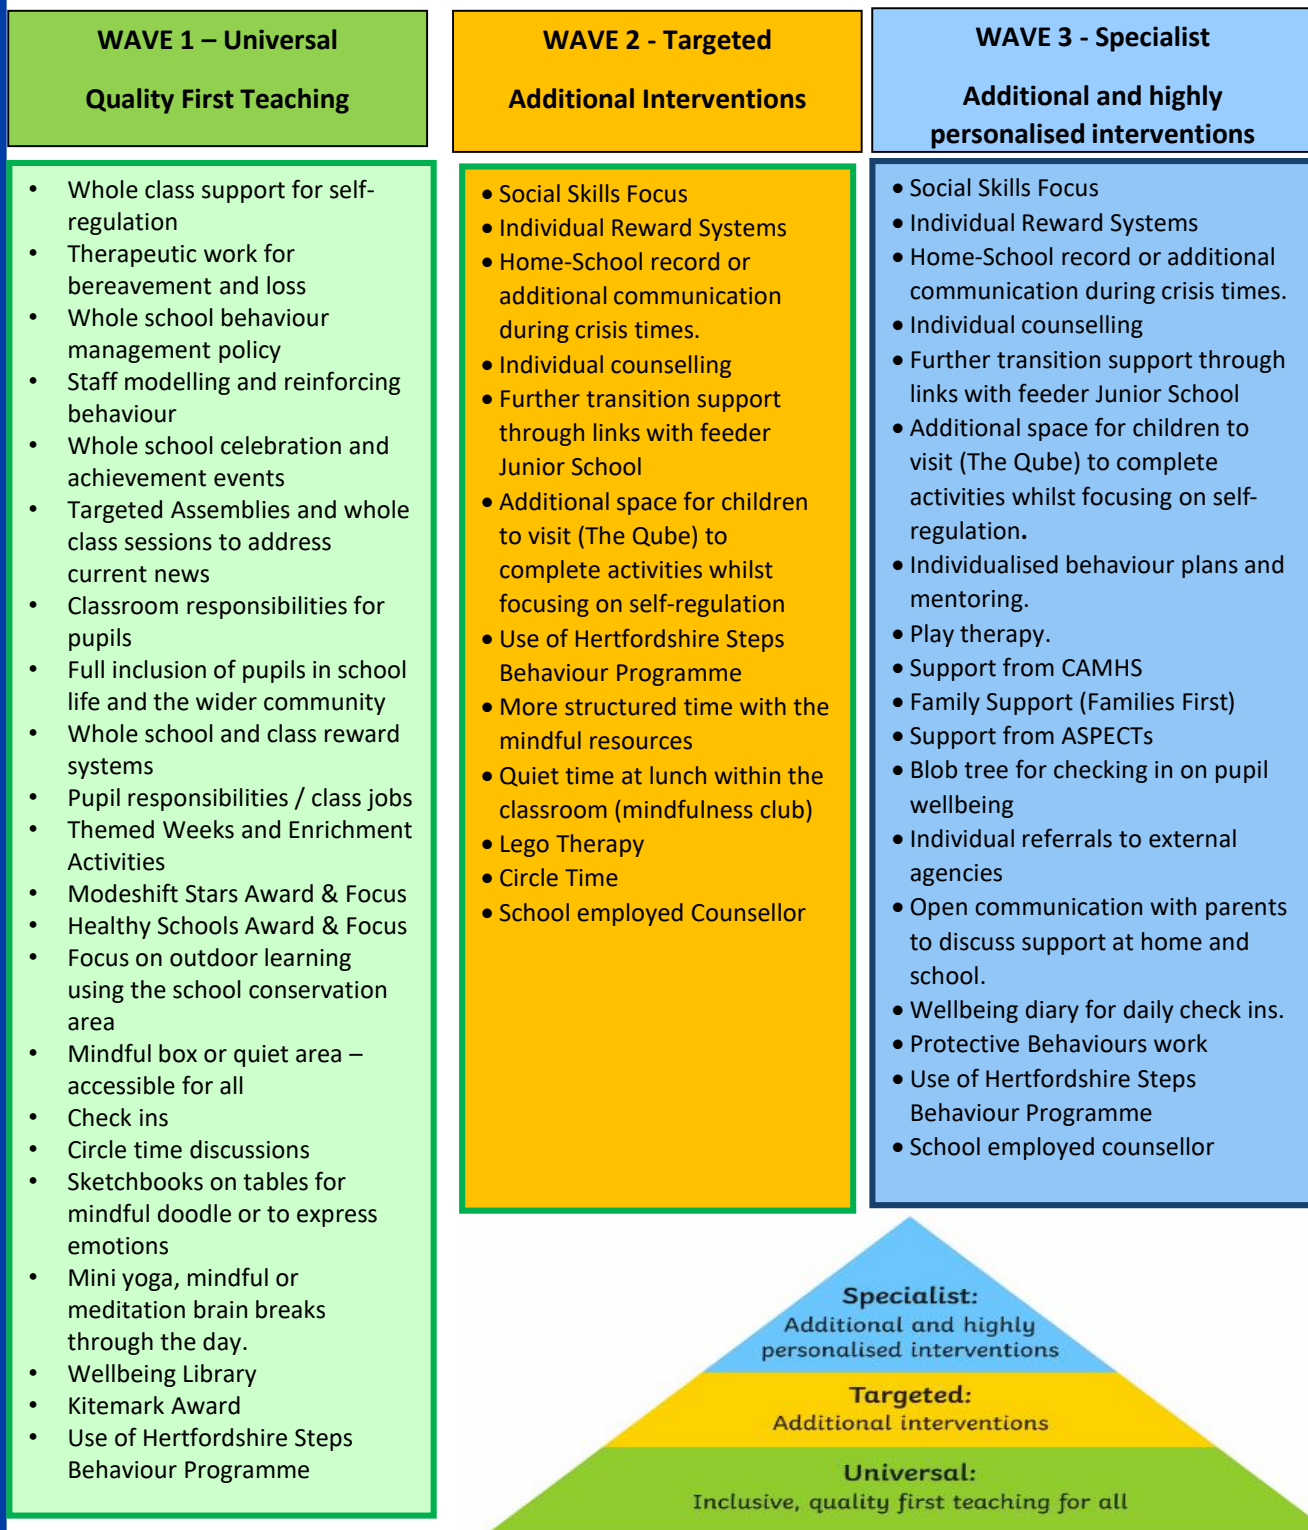 WAVE 1 – Universal
Quality First Teaching
• Whole class support for self-
regulation
• Therapeutic work for
bereavement and loss
• Whole school behaviour
management policy
• Staff modelling and reinforcing
behaviour
• Whole school celebration and
achievement events
• Targeted Assemblies and whole
class sessions to address
current news
• Classroom responsibilities for
pupils
• Full inclusion of pupils in school
life and the wider community
• Whole school and class reward
systems
• Pupil responsibilities / class jobs
• Themed Weeks and Enrichment
Activities
• Modeshift Stars Award & Focus
• Healthy Schools Award & Focus
• Focus on outdoor learning
using the school conservation
area
• Mindful box or quiet area –
accessible for all
• Check ins
• Circle time discussions
• Sketchbooks on tables for
mindful doodle or to express
emotions
• Mini yoga, mindful or
meditation brain breaks
through the day.
• Wellbeing Library
• Kitemark Award
• Use of Hertfordshire Steps
Behaviour Programme
WAVE 2 - Targeted
Additional Interventions
• Social Skills Focus
• Individual Reward Systems
• Home-School record or
additional communication
during crisis times.
• Individual counselling
• Further transition support
through links with feeder
Junior School
• Additional space for children
to visit (The Qube) to
complete activities whilst
focusing on self-regulation
• Use of Hertfordshire Steps
Behaviour Programme
• More structured time with the
mindful resources
• Quiet time at lunch within the
classroom (mindfulness club)
• Lego Therapy
• Circle Time
• School employed Counsellor
WAVE 3 - Specialist
Additional and highly
personalised interventions
• Social Skills Focus
• Individual Reward Systems
• Home-School record or additional
communication during crisis times.
• Individual counselling
• Further transition support through
links with feeder Junior School
• Additional space for children to
visit (The Qube) to complete
activities whilst focusing on self-
regulation.
• Individualised behaviour plans and
mentoring.
• Play therapy.
• Support from CAMHS
• Family Support (Families First)
• Support from ASPECTs
• Blob tree for checking in on pupil
wellbeing
• Individual referrals to external
agencies
• Open communication with parents
to discuss support at home and
school.
• Wellbeing diary for daily check ins.
• Protective Behaviours work
• Use of Hertfordshire Steps
Behaviour Programme
• School employed counsellor
Specialist:
Additional and highly
personalised interventions
Targeted:
Additional interventions
Universal:
Inclusive, quality first teaching for all